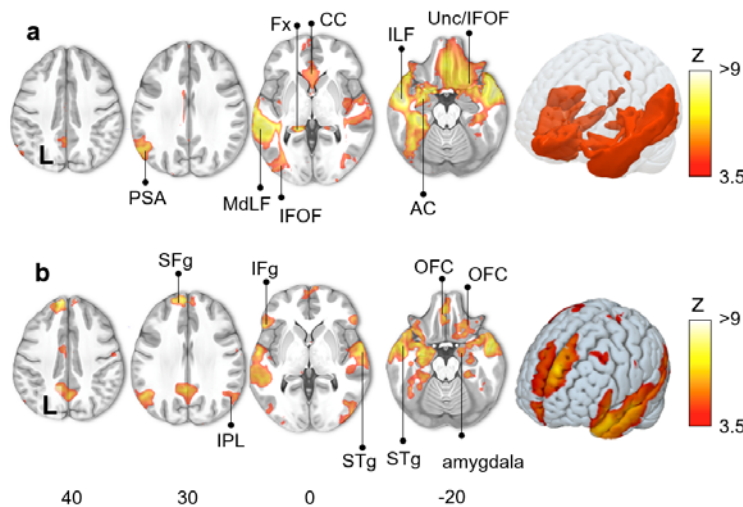 a
Fx
CC
ILF
Unc/IFOF
Z
>9
3.5
L
PSA
MdLF
IFOF
AC
b
SFg
IFg
OFC
OFC
Z
>9
3.5
L
IPL
STg
STg
amygdala
40
30
0
-20